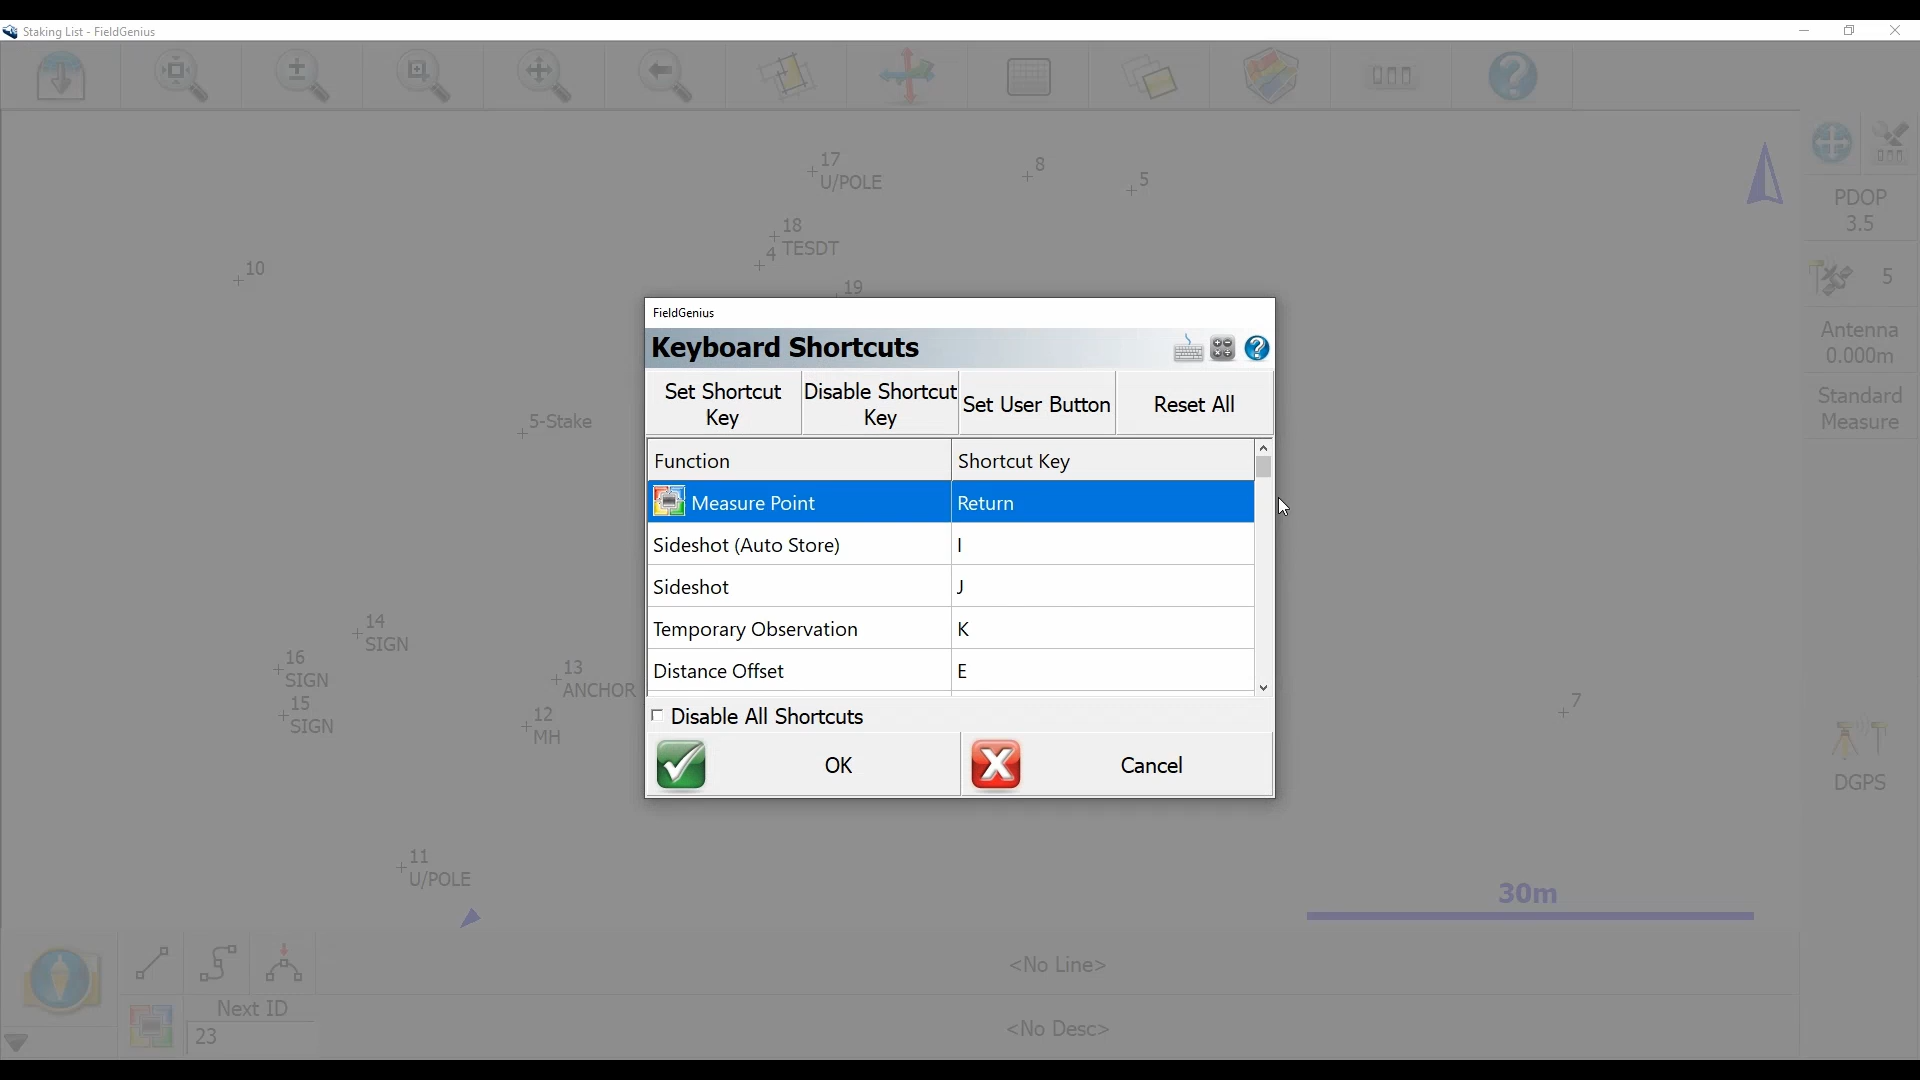 Staking List - FieldGenius
17
U/POLE
8
5
PDOP
3.5
18
TESDT
4
10
19
5
Antenna
0.000m
Standard
Measure
FieldGenius
Keyboard Shortcuts
Set Shortcut Key
Disable Shortcut Key
Set User Button
Reset All
Function
Shortcut Key
Measure Point
Return
Sideshot (Auto Store)
I
Sideshot
J
Temporary Observation
K
Distance Offset
E
Disable All Shortcuts
OK
Cancel
5-Stake
14
SIGN
16
SIGN
15
SIGN
13
ANCHOR
12
MH
7
DGPS
11
U/POLE
30m
<No Line>
Next ID
23
<No Desc>